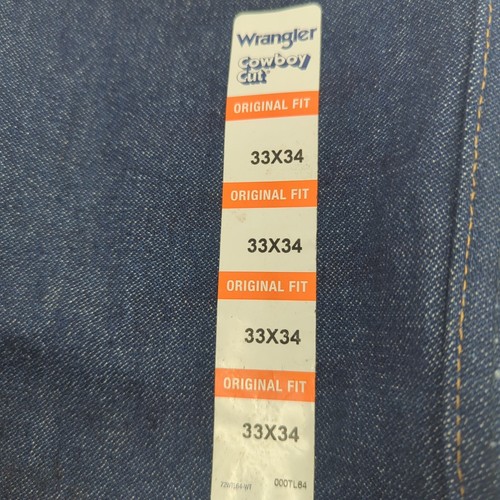 Wrangler
Cowboy
Cut
ORIGINAL FIT
33X34
ORIGINAL FIT
33X34
ORIGINAL FIT
33X34
ORIGINAL FIT
33X34
000TL84